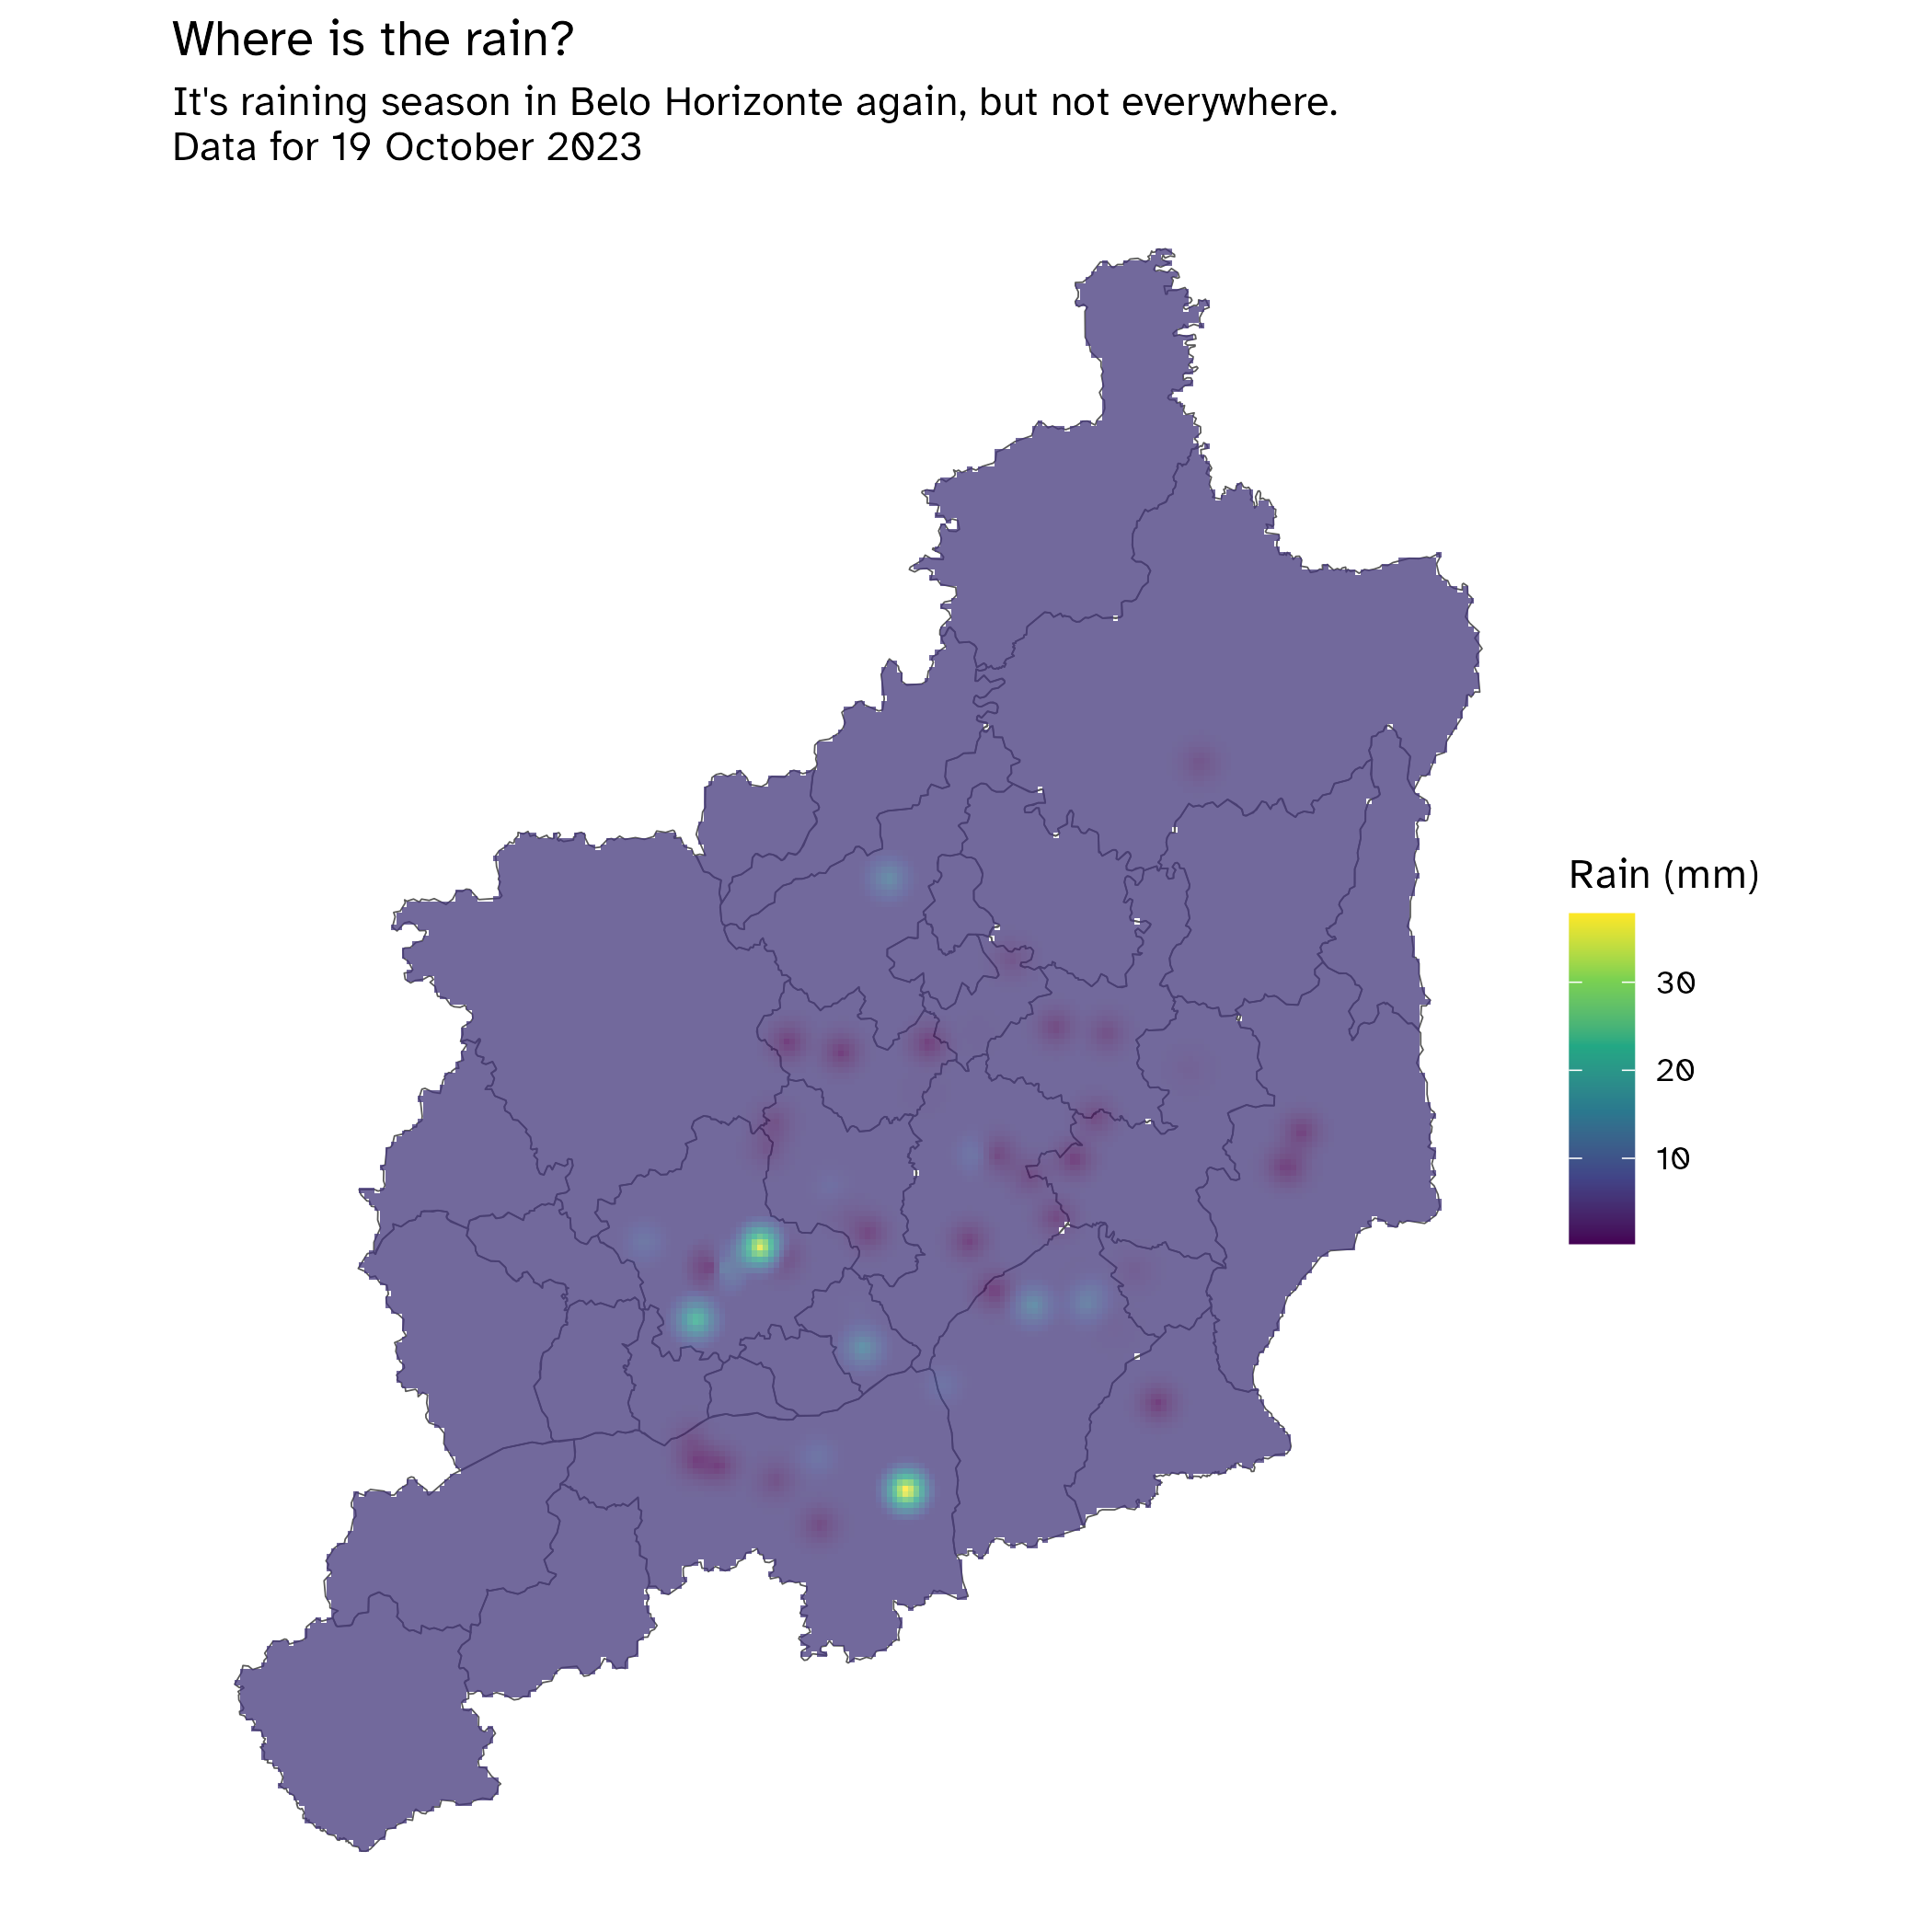 Where is the rain?
It's raining season in Belo Horizonte again, but not everywhere.
Data for 19 October 2023
Rain (mm)
30
20
10